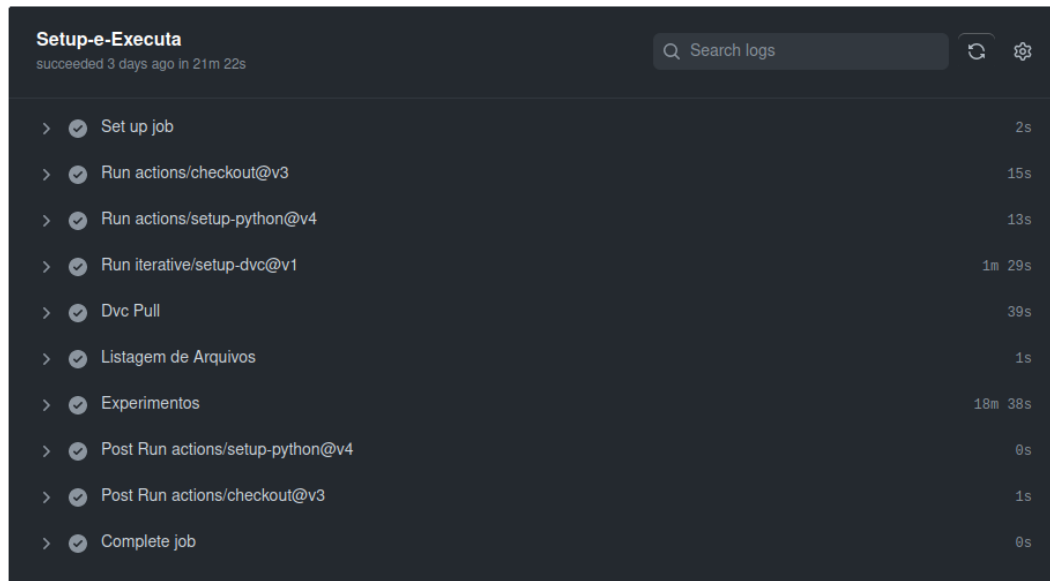 Setup-e-Executa
succeeded 3 days ago in 21m 22s
Search logs
Set up job 2s
Run actions/checkout@v3 15s
Run actions/setup-python@v4 13s
Run iterative/setup-dvc@v1 1m 29s
Dvc Pull 39s
Listagem de Arquivos 1s
Experimentos 18m 38s
Post Run actions/setup-python@v4 0s
Post Run actions/checkout@v3 1s
Complete job 0s